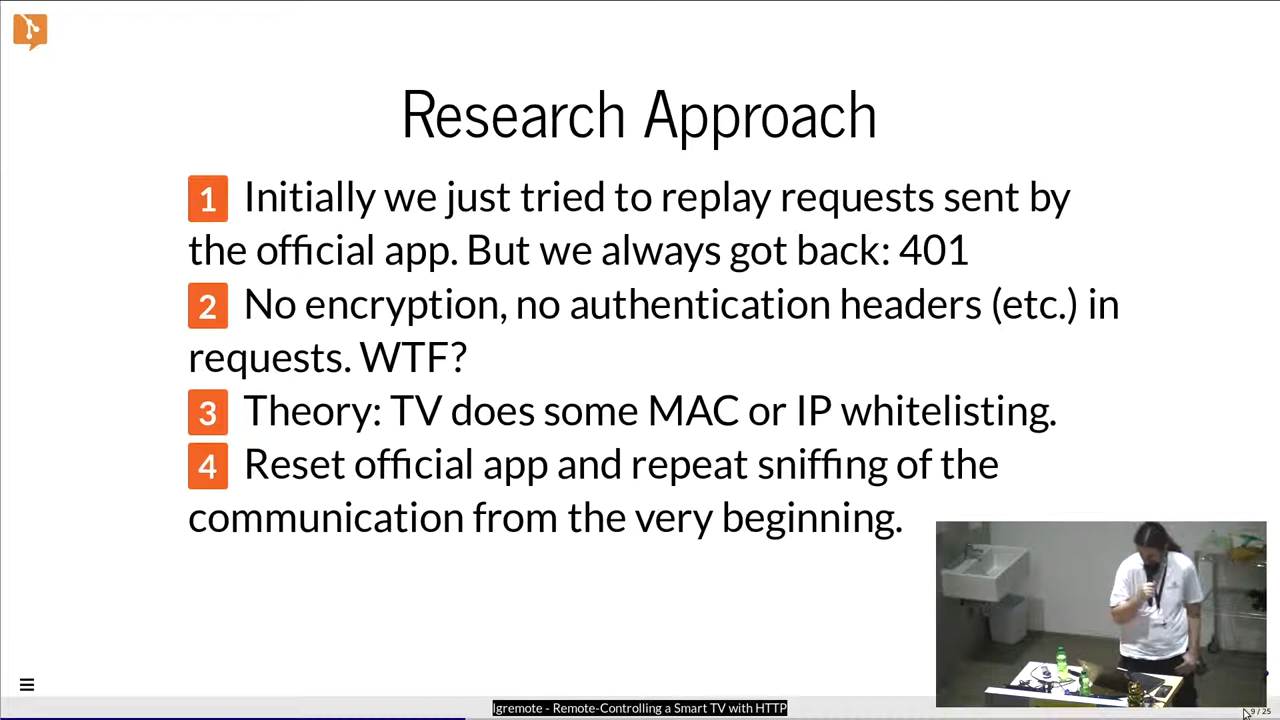 Research Approach
1 Initially we just tried to replay requests sent by
the official app. But we always got back: 401
2 No encryption, no authentication headers (etc.) in
requests. WTF?
3 Theory: TV does some MAC or IP whitelisting.
4 Reset official app and repeat sniffing of the
communication from the very beginning.
lgremote - Remote-Controlling a Smart TV with HTTP
9 / 25